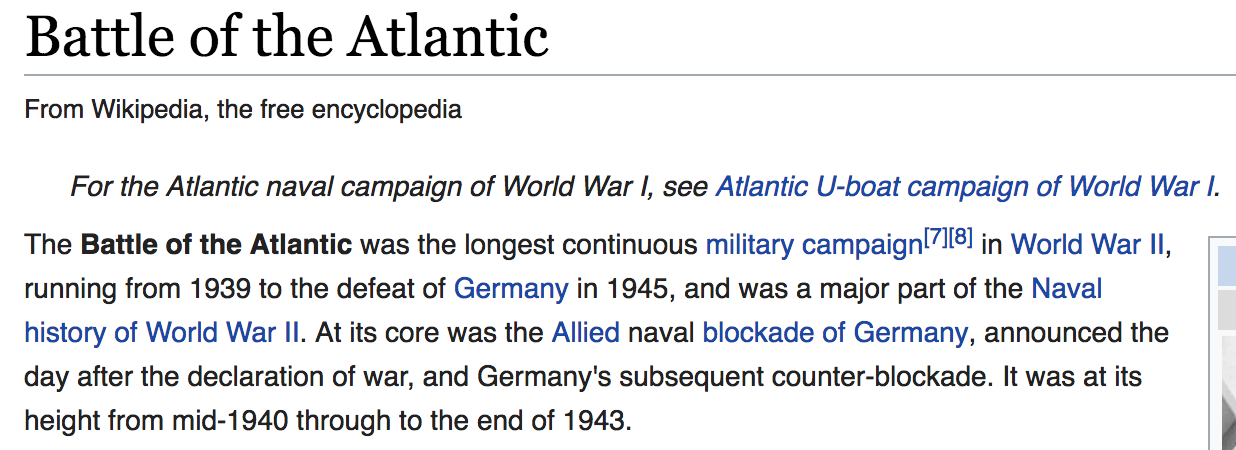 Battle of the Atlantic
From Wikipedia, the free encyclopedia
For the Atlantic naval campaign of World War I, see Atlantic U-boat campaign of World War I.
The Battle of the Atlantic was the longest continuous military campaign[7][8] in World War II,
running from 1939 to the defeat of Germany in 1945, and was a major part of the Naval
history of World War II. At its core was the Allied naval blockade of Germany, announced the
day after the declaration of war, and Germany's subsequent counter-blockade. It was at its
height from mid-1940 through to the end of 1943.